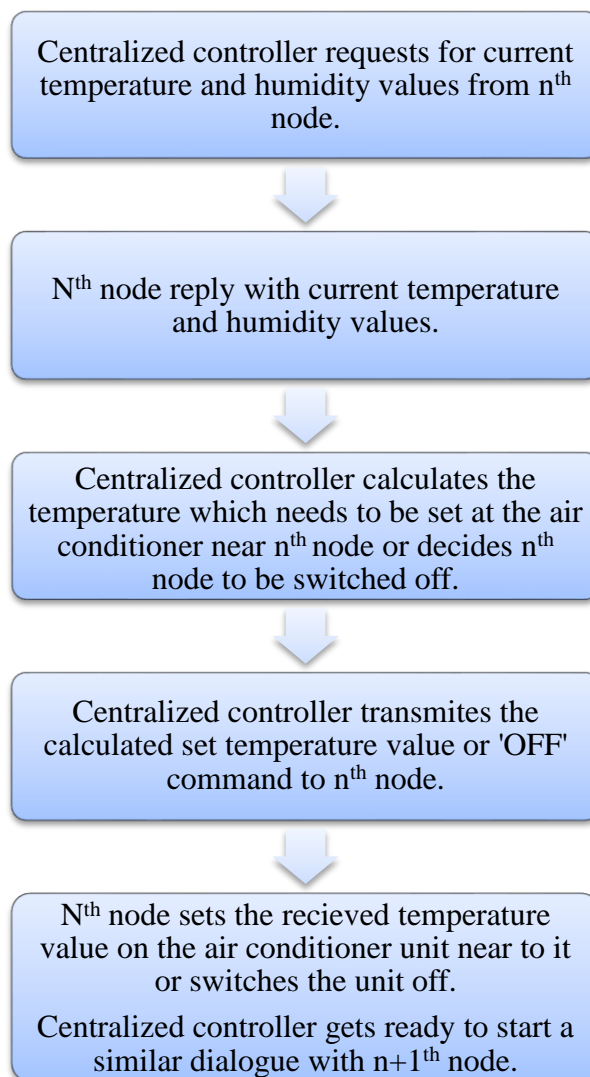 Centralized controller requests for current
temperature and humidity values from nth
node.
Nth node reply with current temperature
and humidity values.
Centralized controller calculates the
temperature which needs to be set at the air
conditioner near nth node or decides nth
node to be switched off.
Centralized controller transmites the
calculated set temperature value or 'OFF'
command to nth node.
Nth node sets the recieved temperature
value on the air conditioner unit near to it
or switches the unit off.
Centralized controller gets ready to start a
similar dialogue with n+1th node.